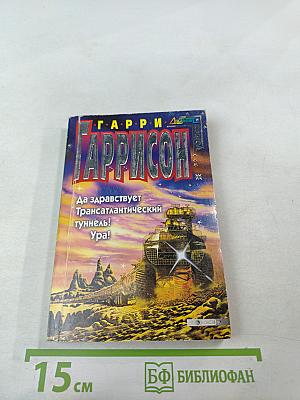 ГАРРИ
ГАРРИСОН
Да здравствует
Трансатлантический
туннель!
Ура!
15 см
БФ БИБЛИОФАН